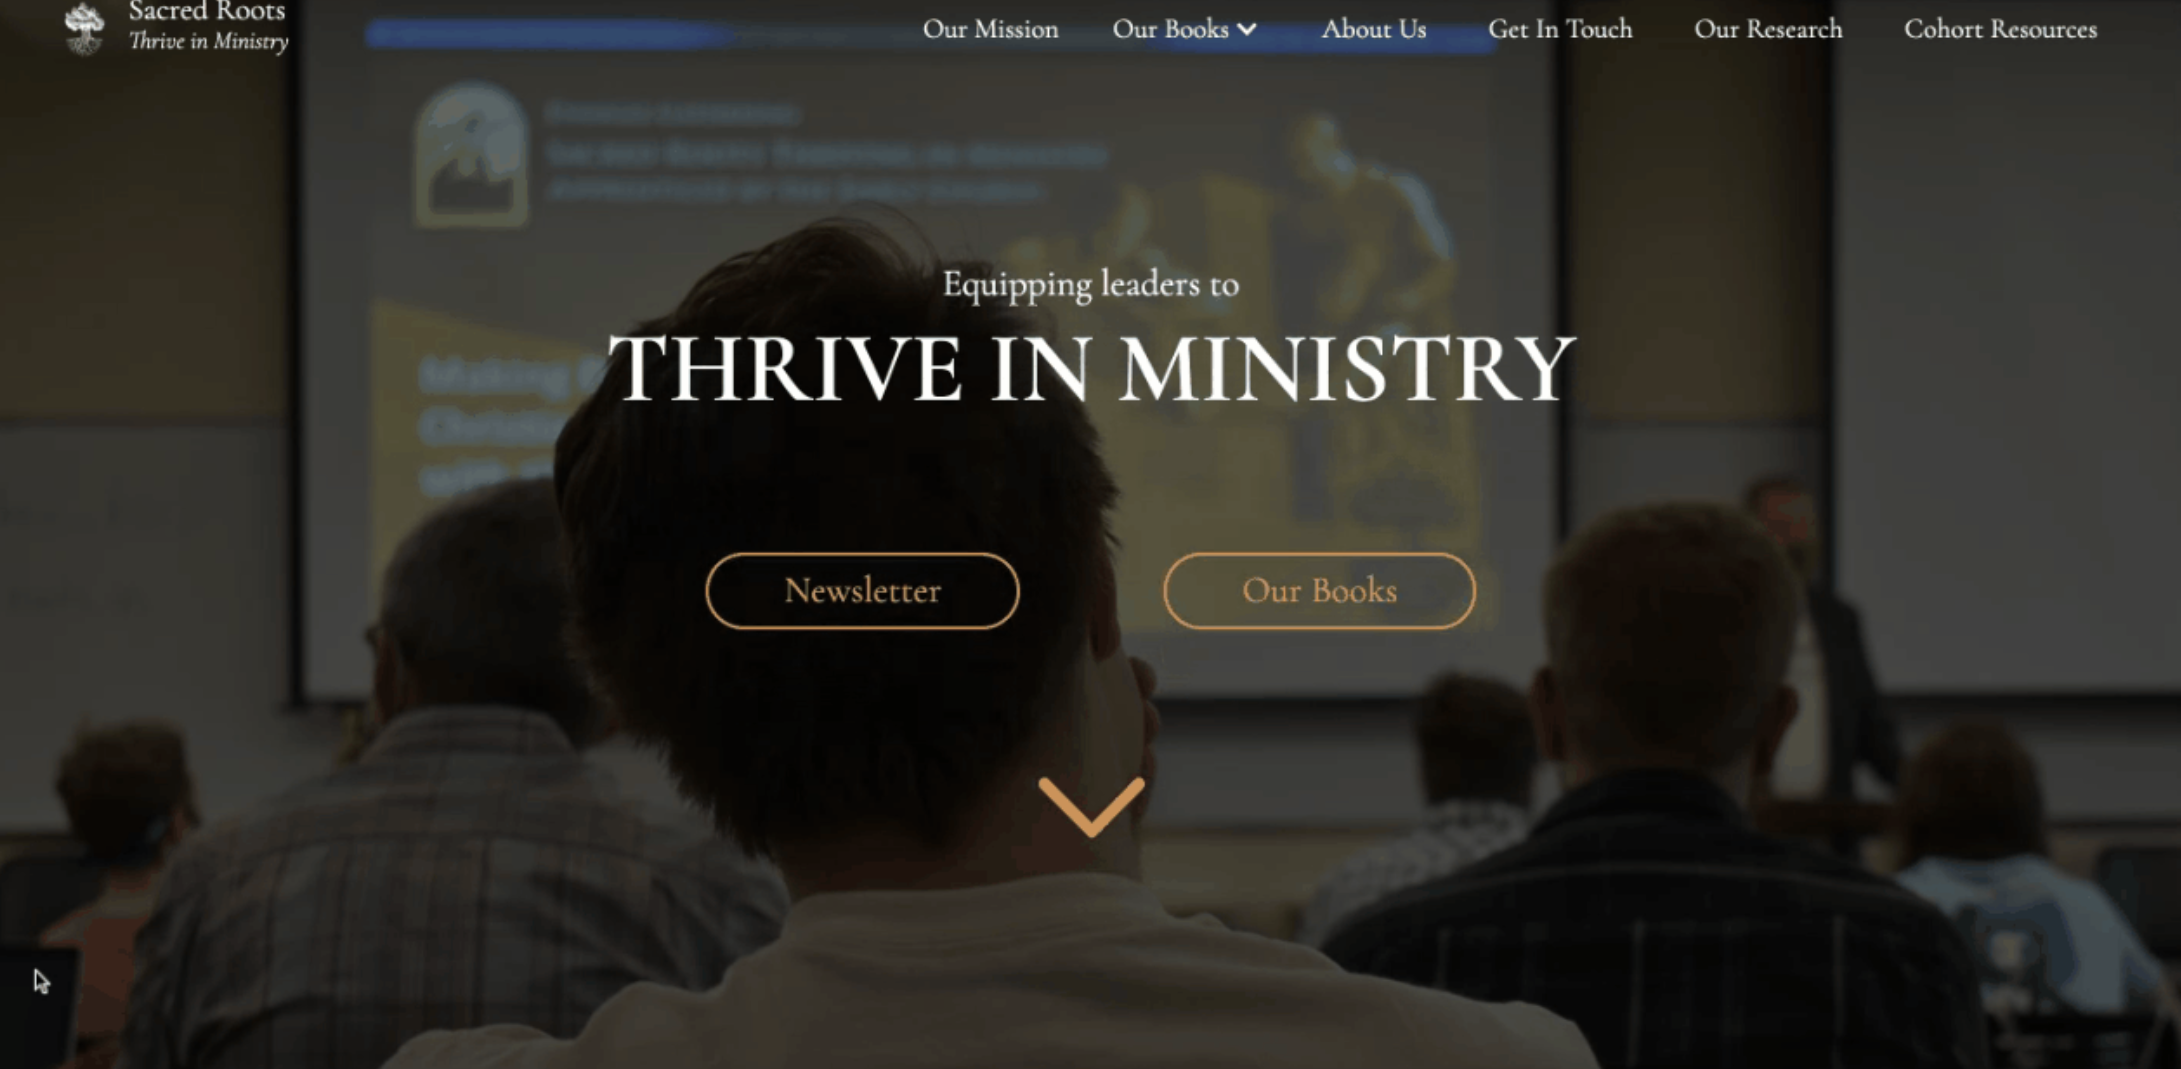 Sacred Roots
Thrive in Ministry
Our Mission
Our Books
About Us
Get In Touch
Our Research
Cohort Resources
Equipping leaders to
THRIVE IN MINISTRY
Newsletter
Our Books
Making